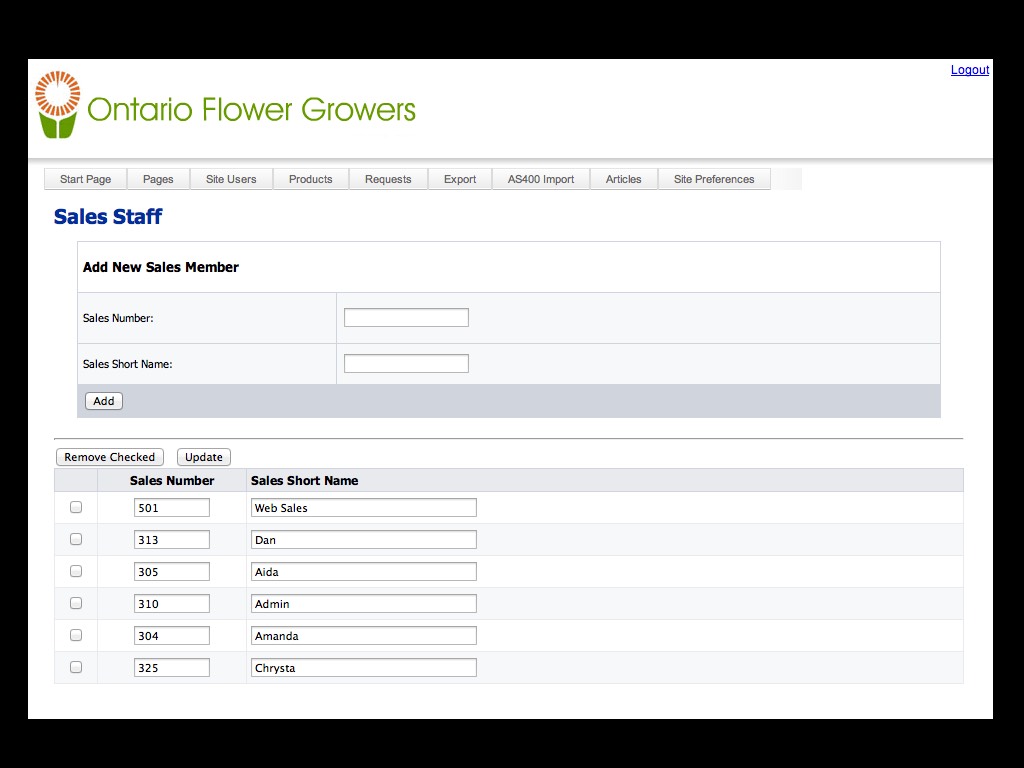 Logout
Ontario Flower Growers
Start Page Pages Site Users Products Requests Export AS400 Import Articles Site Preferences
Sales Staff
Add New Sales Member
Sales Number:
Sales Short Name:
Add
Remove Checked Update
Sales Number Sales Short Name
501 Web Sales
313 Dan
305 Aida
310 Admin
304 Amanda
325 Chrysta